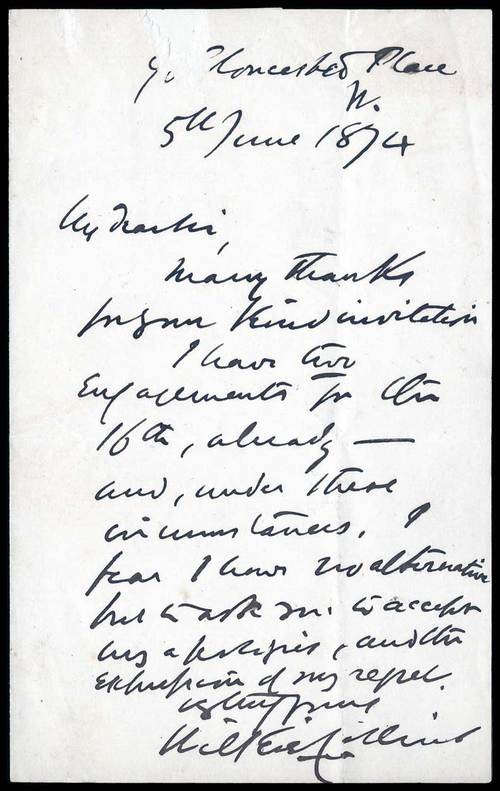 90 Gloucester Place
W.
5th June 1874
My dear Sir,
Many thanks
for your kind invitation
I have two
engagements for the
16th, already —
and, under these
circumstances, I
fear I have no alternative
but to ask you to accept
my apologies, and the
expression of my regret.
Vy truly yours
Wilkie Collins